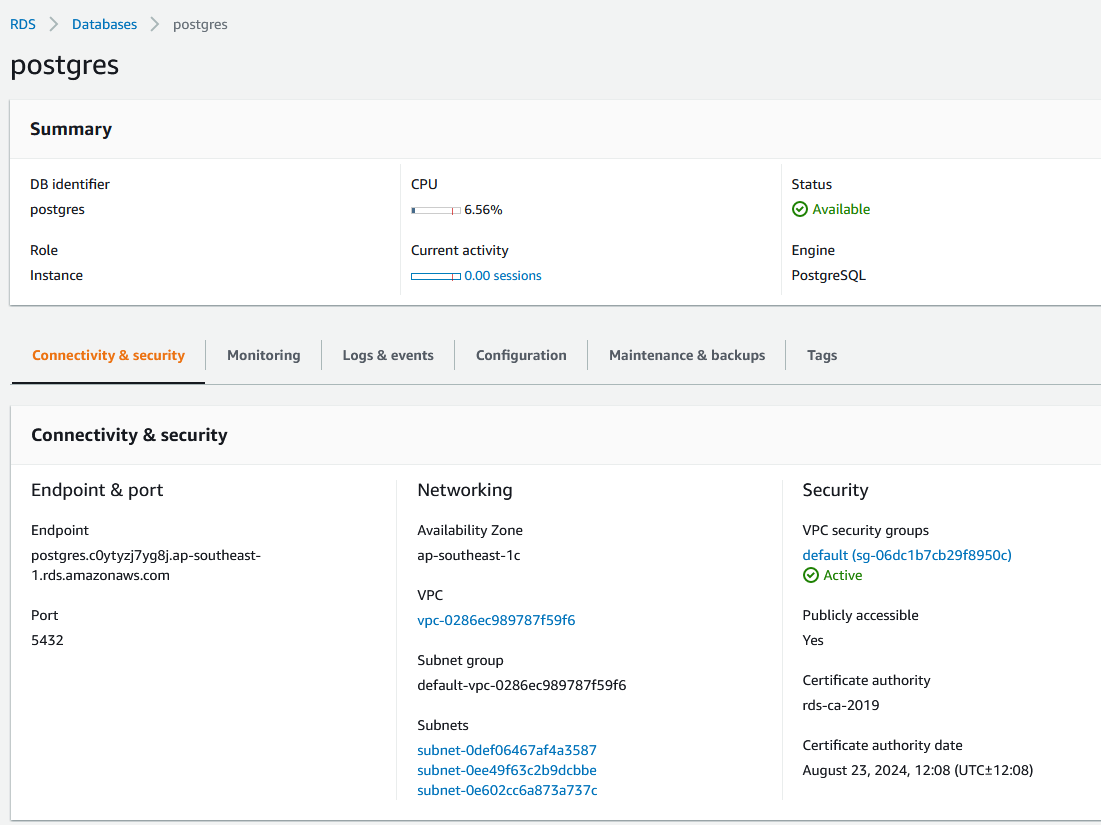 RDS > Databases > postgres
postgres
Summary
DB identifier
postgres
Role
Instance
CPU
6.56%
Current activity
0.00 sessions
Status
Available
Engine
PostgreSQL
Connectivity & security
Monitoring
Logs & events
Configuration
Maintenance & backups
Tags
Connectivity & security
Endpoint & port
Endpoint
postgres.c0ytyzj7yg8j.ap-southeast-
1.rds.amazonaws.com
Port
5432
Networking
Availability Zone
ap-southeast-1c
VPC
vpc-0286ec989787f59f6
Subnet group
default-vpc-0286ec989787f59f6
Subnets
subnet-0def06467af4a3587
subnet-0ee49f63c2b9dcbbe
subnet-0e602cc6a873a737c
Security
VPC security groups
default (sg-06dc1b7cb29f8950c)
Active
Publicly accessible
Yes
Certificate authority
rds-ca-2019
Certificate authority date
August 23, 2024, 12:08 (UTC±12:08)